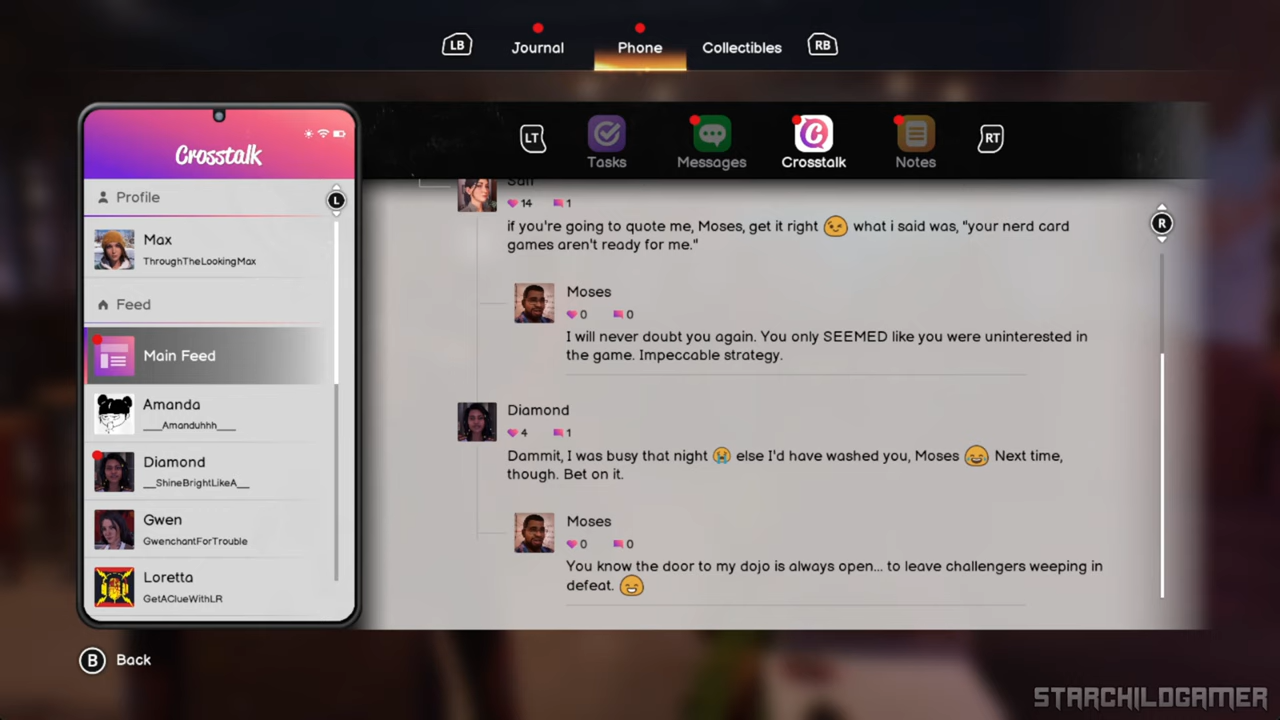 LB
Journal
Phone
Collectibles
RB
Crosstalk
LT
Tasks
Messages
Crosstalk
Notes
RT
Profile
L
Max
ThroughTheLookingMax
Feed
Main Feed
Amanda
___Amanduhhh____
Diamond
__ShineBrightLikeA__
Gwen
GwenchantForTrouble
Loretta
GetAClueWithLR
Safi
14 1
if you're going to quote me, Moses, get it right 😉 what i said was, "your nerd card
games aren't ready for me."
Moses
0 0
I will never doubt you again. You only SEEMED like you were uninterested in
the game. Impeccable strategy.
Diamond
4 1
Dammit, I was busy that night 😭 else I'd have washed you, Moses 😂 Next time,
though. Bet on it.
Moses
0 0
You know the door to my dojo is always open... to leave challengers weeping in
defeat. 😄
R
B Back
STARCHILDGAMER